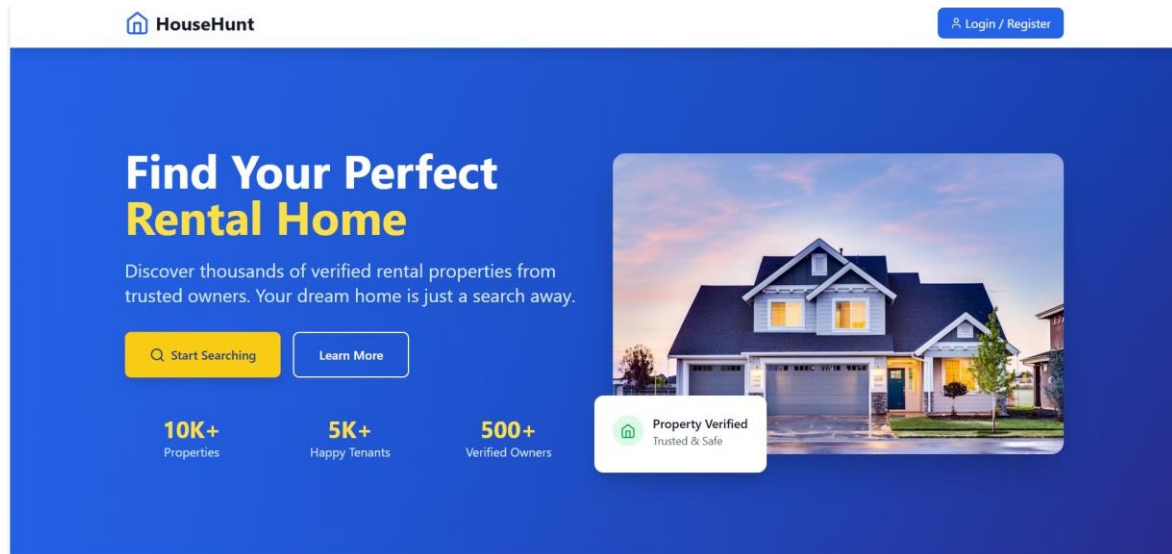 HouseHunt
Login / Register
Find Your Perfect
Rental Home
Discover thousands of verified rental properties from
trusted owners. Your dream home is just a search away.
Start Searching
Learn More
10K+
Properties
5K+
Happy Tenants
500+
Verified Owners
Property Verified
Trusted & Safe